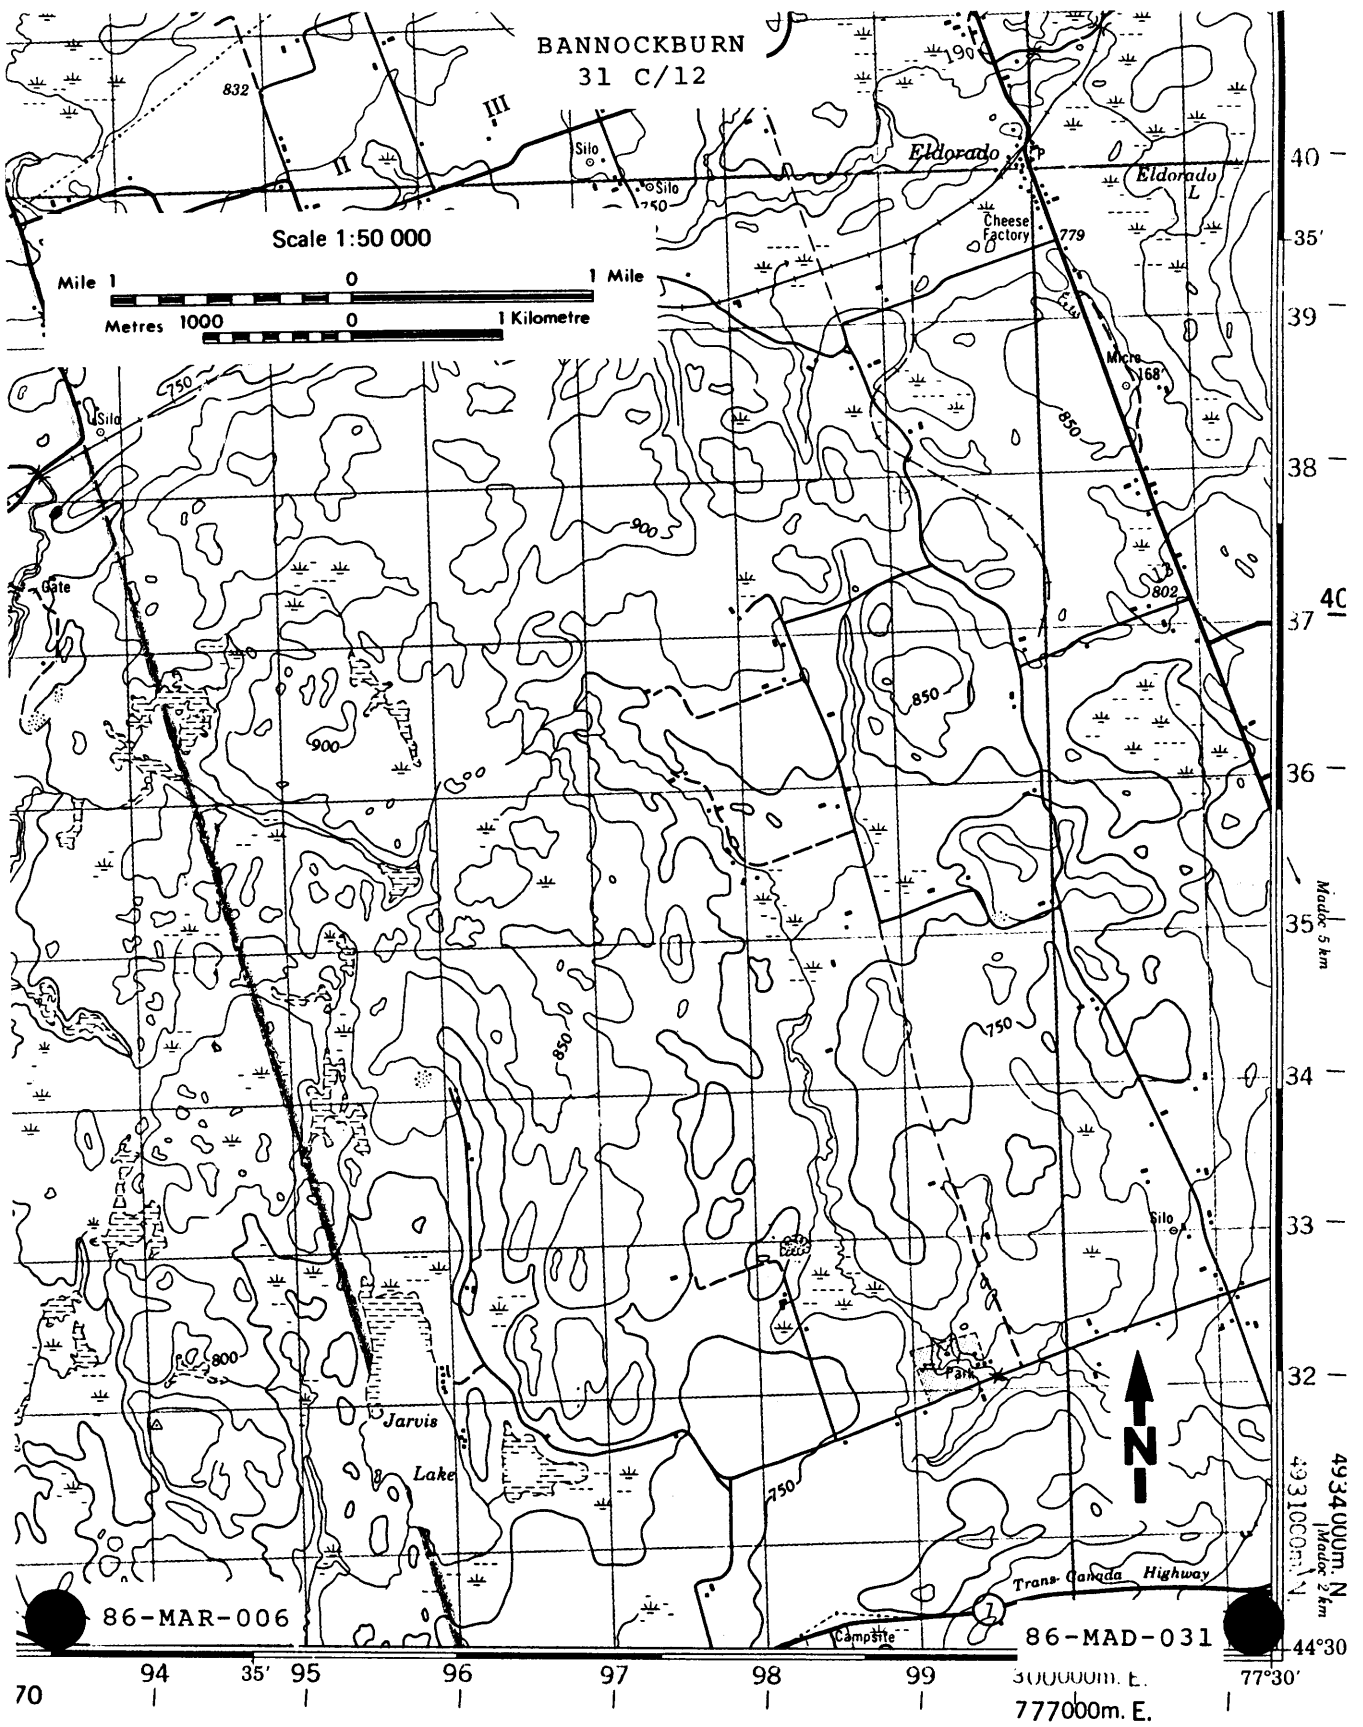 BANNOCKBURN
31 C/12
190
832
III
II
Silo
Silo
750
Eldorado
P
Eldorado
L
40
Cheese
Factory
779
35'
Scale 1:50 000
Mile 1 0 1 Mile
Metres 1000 0 1 Kilometre
39
Micro
168'
750
Silo
850
38
900
Gate
13
802
40
37
850
900
36
Madoc 5 km
35
750
850
34
Silo
33
800
Park
32
Jarvis
Lake
N
750
4934000m. N.
4931000m. N
Madoc 2 km
Trans-Canada Highway
7
86-MAR-006
Campsite
86-MAD-031
44°30
94 35' 95 96 97 98 99 300000m. E. 77°30'
70
777000m. E.